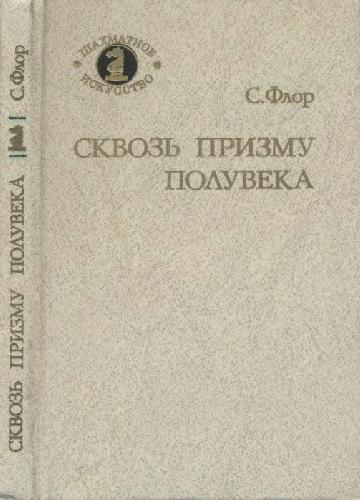 ШАХМАТНОЕ
ИСКУССТВО
С. Флор
СКВОЗЬ ПРИЗМУ
ПОЛУВЕКА
СКВОЗЬ ПРИЗМУ ПОЛУВЕКА С. Флор